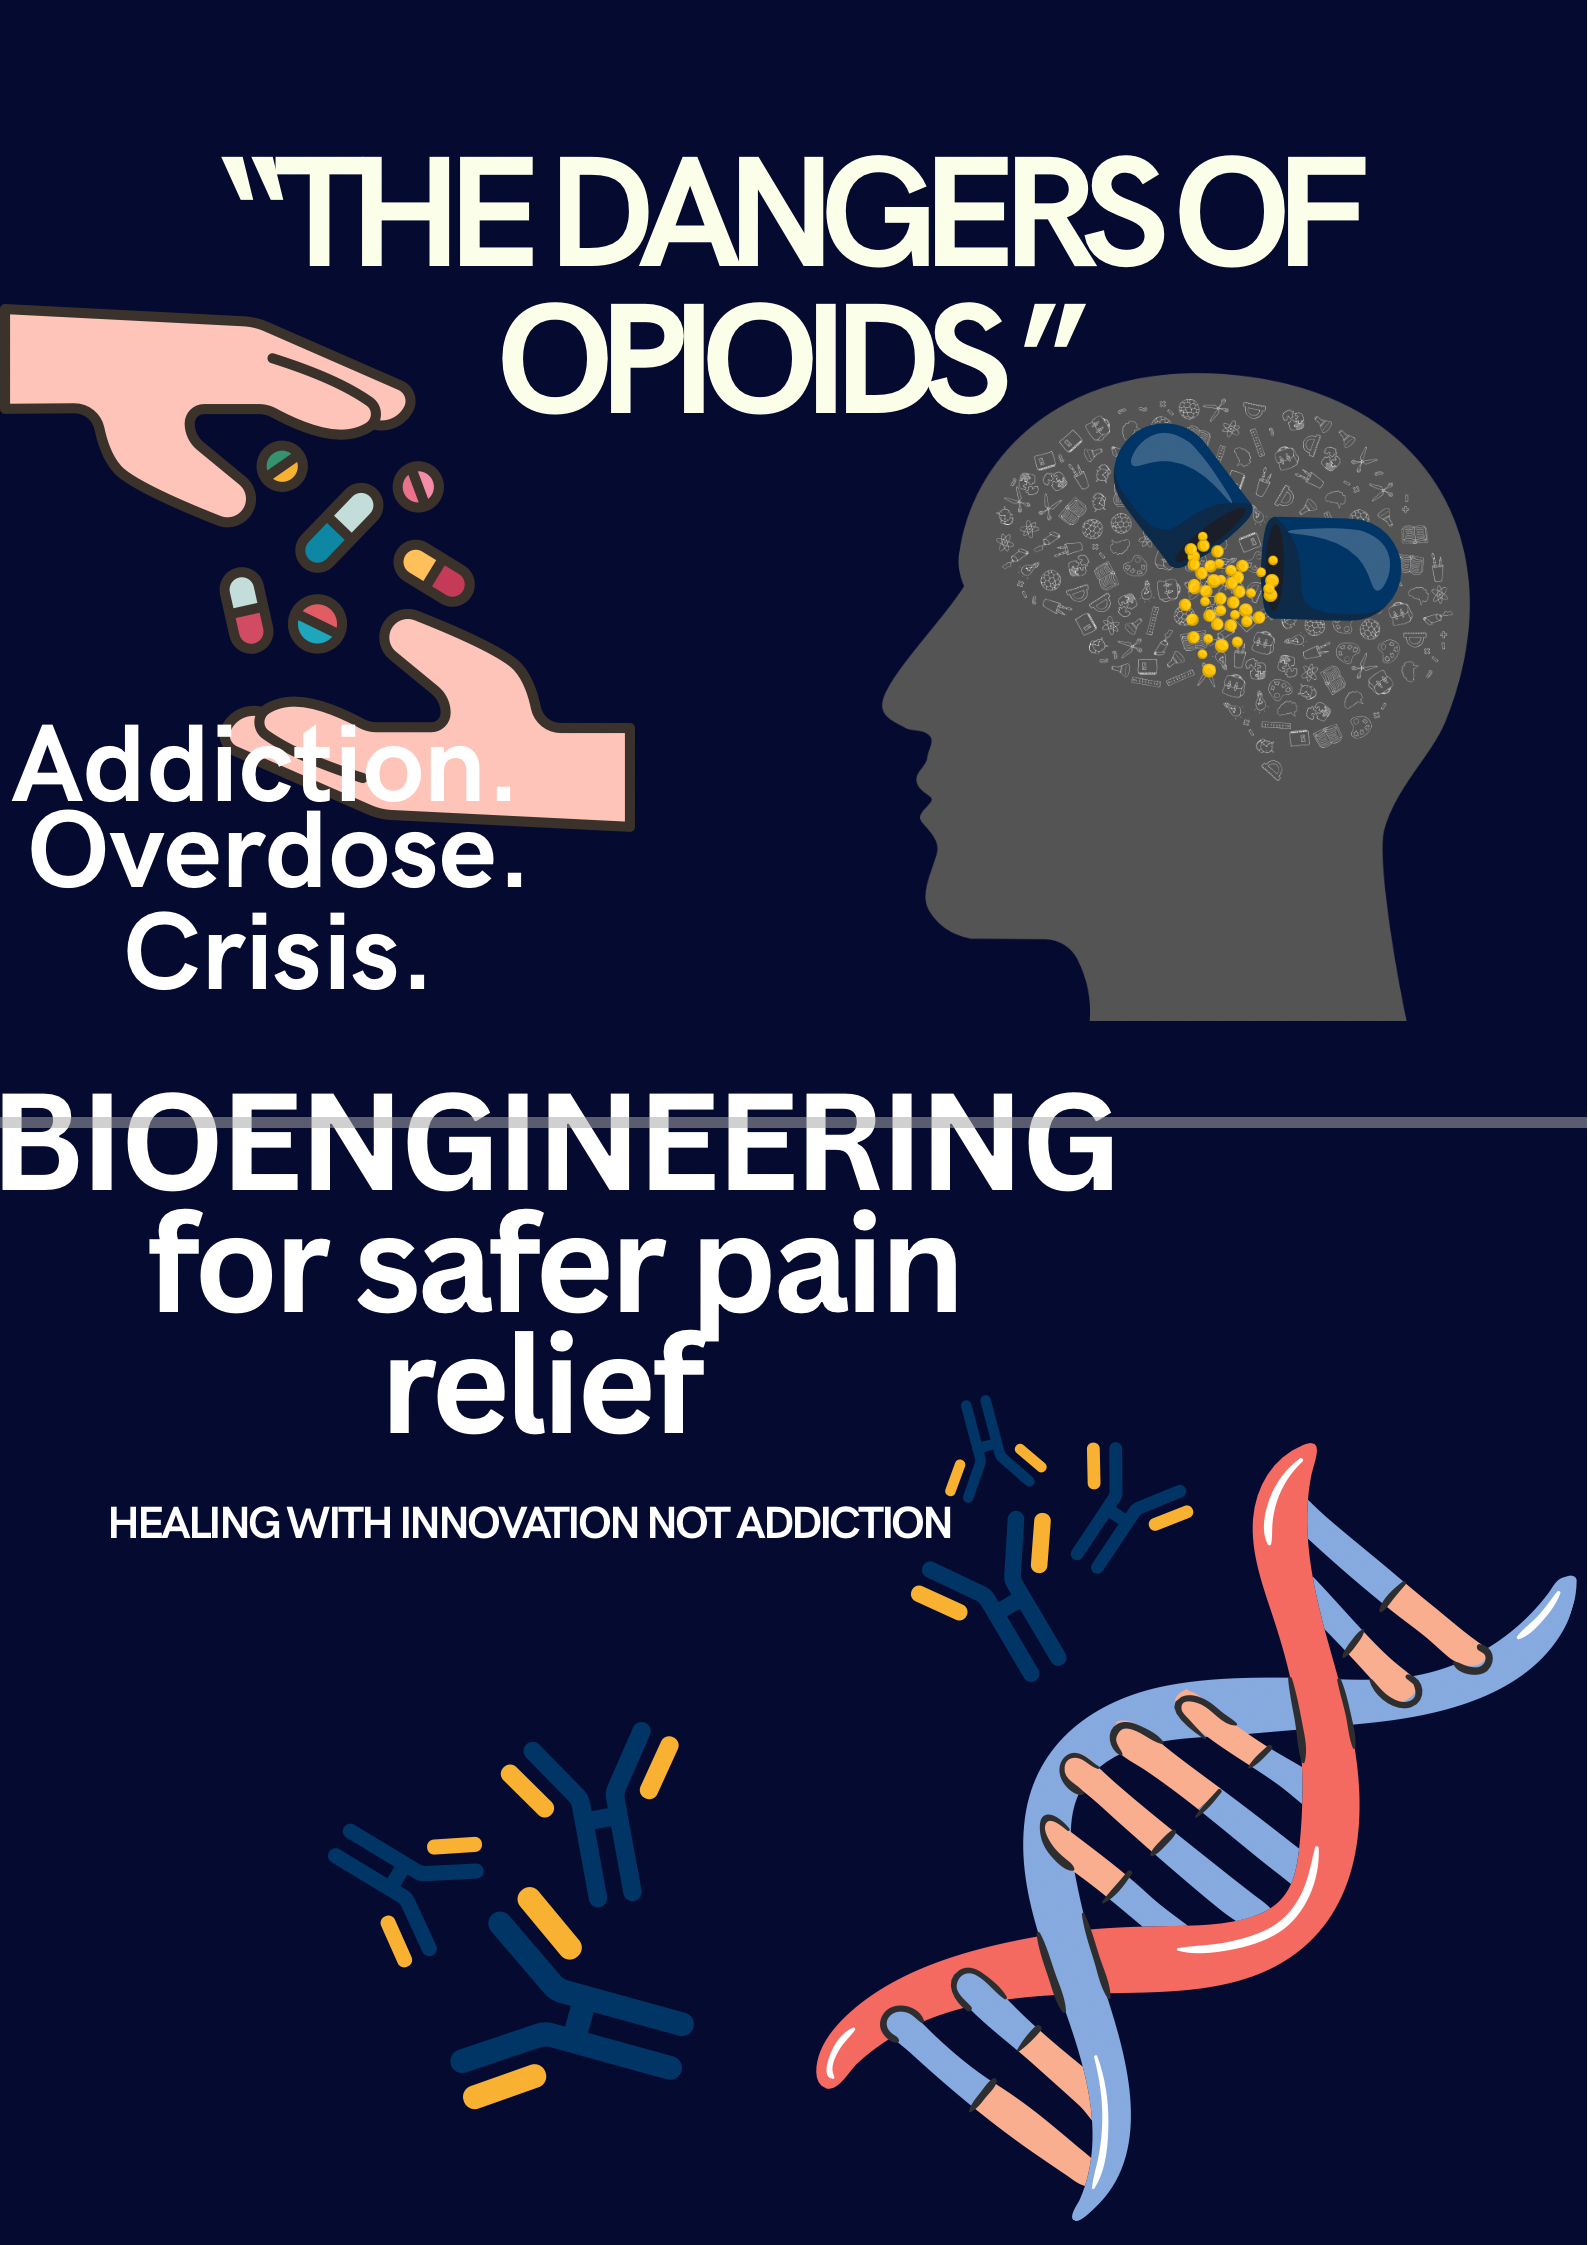 “THE DANGERS OF
OPIOIDS ”
Addiction.
Overdose.
Crisis.
BIOENGINEERING
for safer pain
relief
HEALING WITH INNOVATION NOT ADDICTION